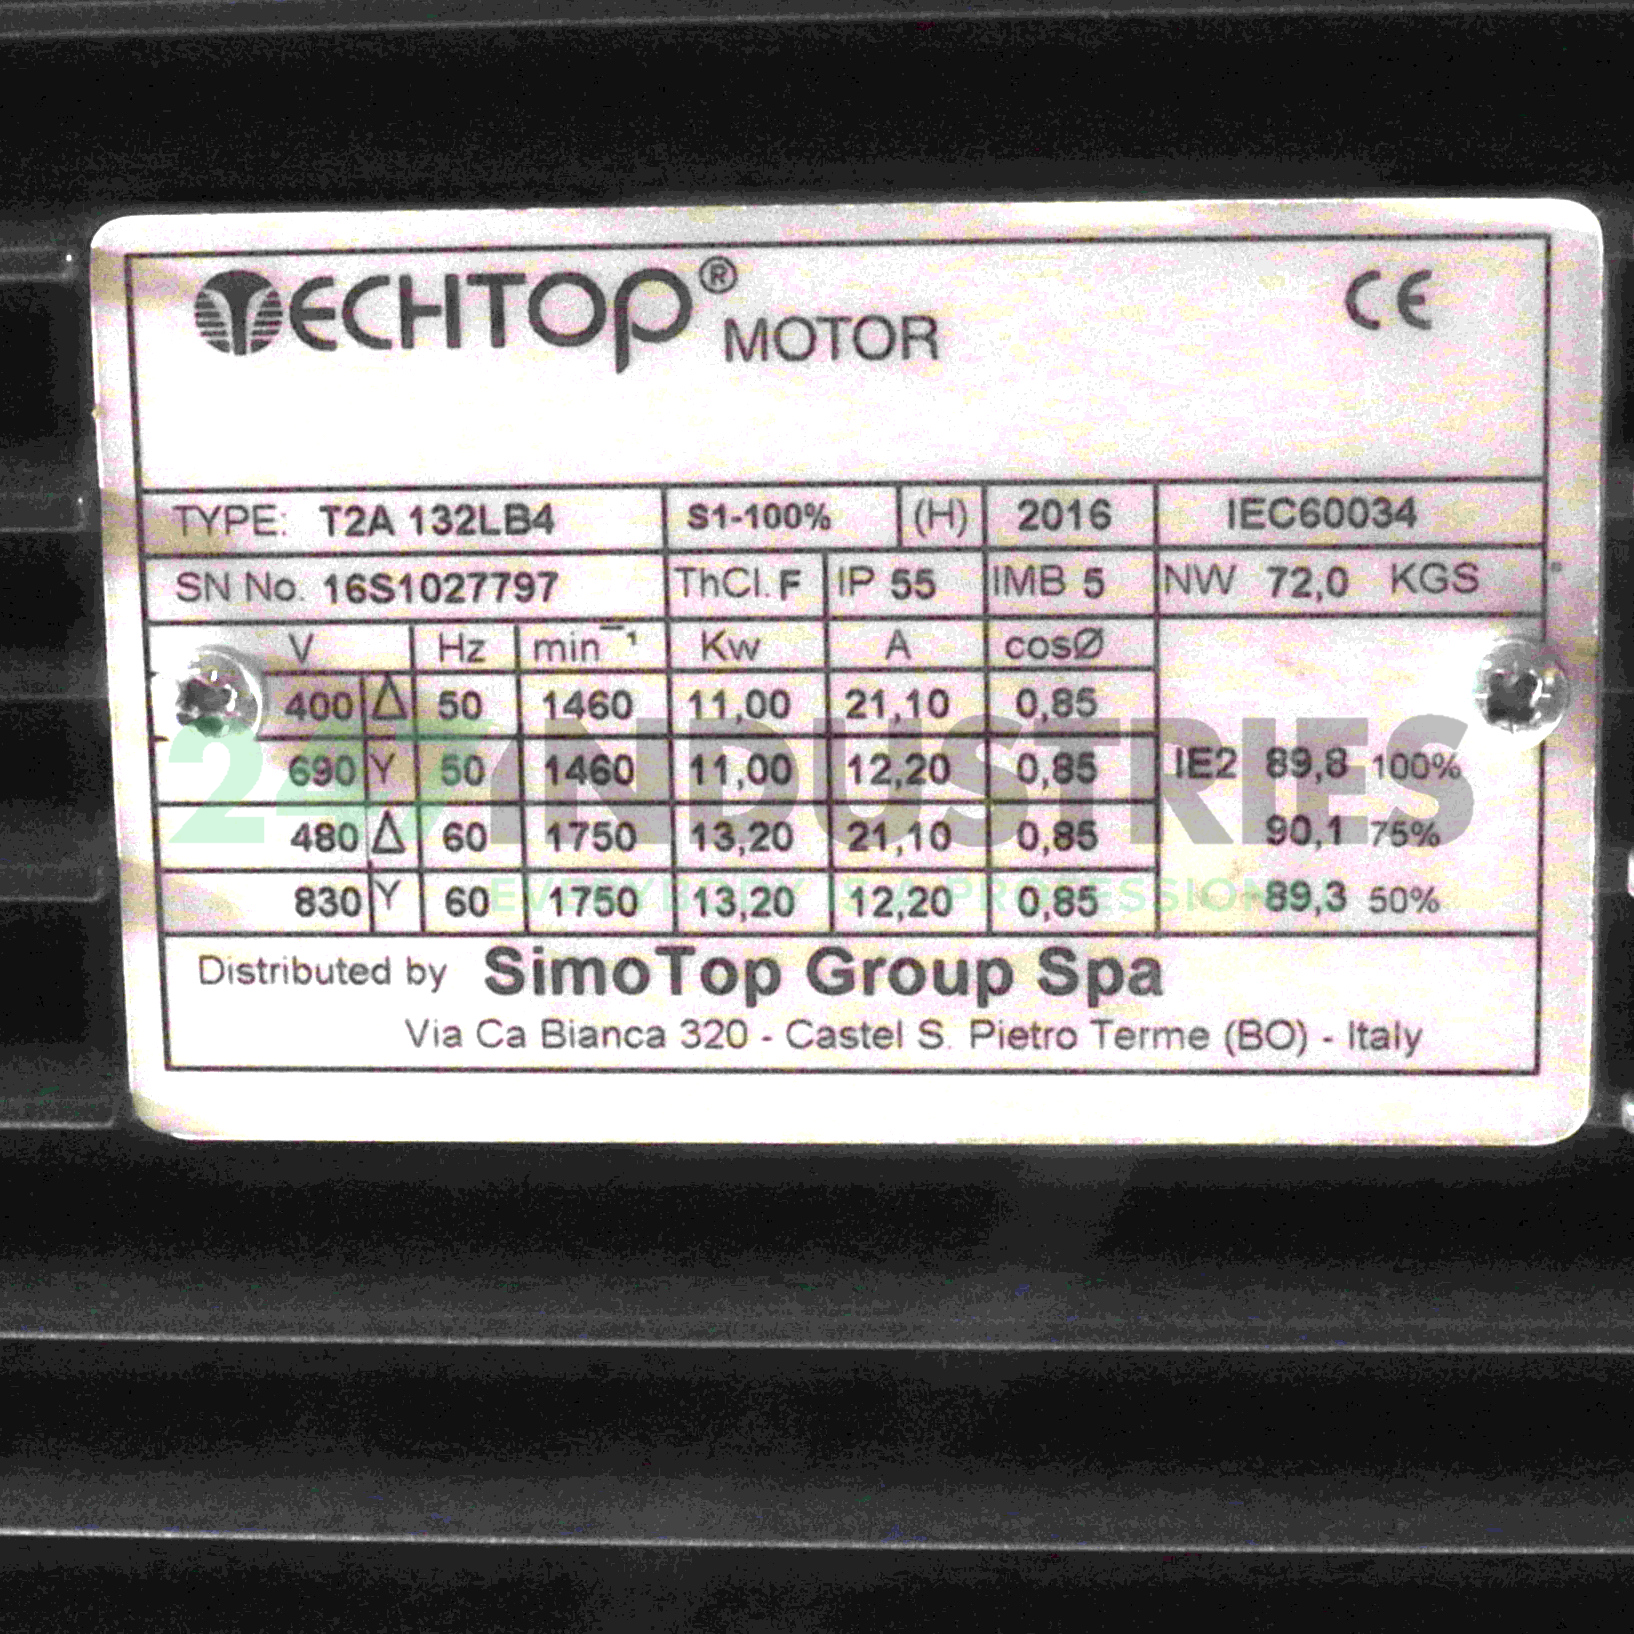 TECHTOP® MOTOR CE
TYPE: T2A 132LB4 S1-100% (H) 2016 IEC60034
SN No. 16S1027797 ThCl. F IP 55 IMB 5 NW 72,0 KGS
V Hz min⁻¹ Kw A cosØ
400 Δ 50 1460 11,00 21,10 0,85
690 Y 50 1460 11,00 12,20 0,85 IE2 89,8 100%
480 Δ 60 1750 13,20 21,10 0,85 90,1 75%
830 Y 60 1750 13,20 12,20 0,85 89,3 50%
247INDUSTRIES
EVERYBODY IS A PROFESSIONAL
Distributed by SimoTop Group Spa
Via Ca Bianca 320 - Castel S. Pietro Terme (BO) - Italy